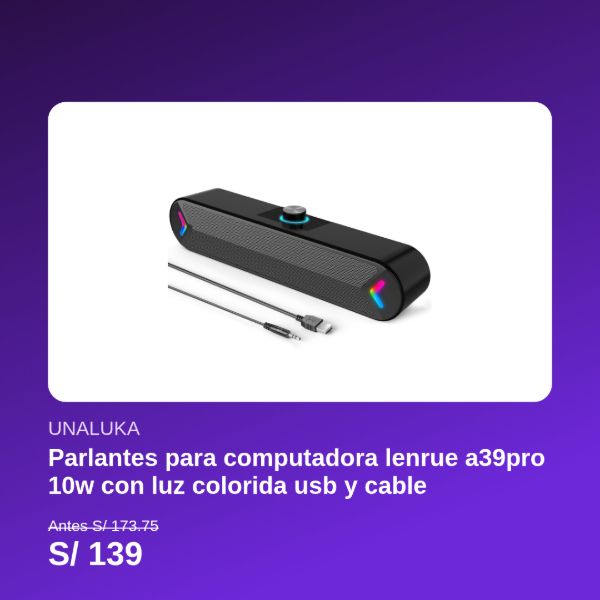 UNALUKA
Parlantes para computadora lenrue a39pro
10w con luz colorida usb y cable
Antes S/ 173.75
S/ 139